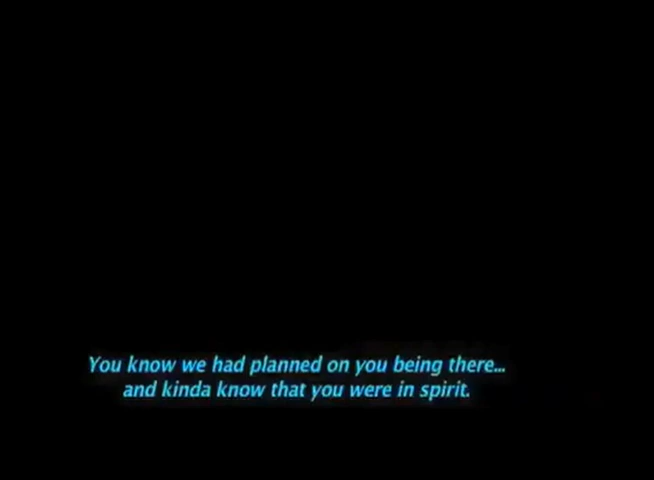 You know we had planned on you being there...
and kinda know that you were in spirit.